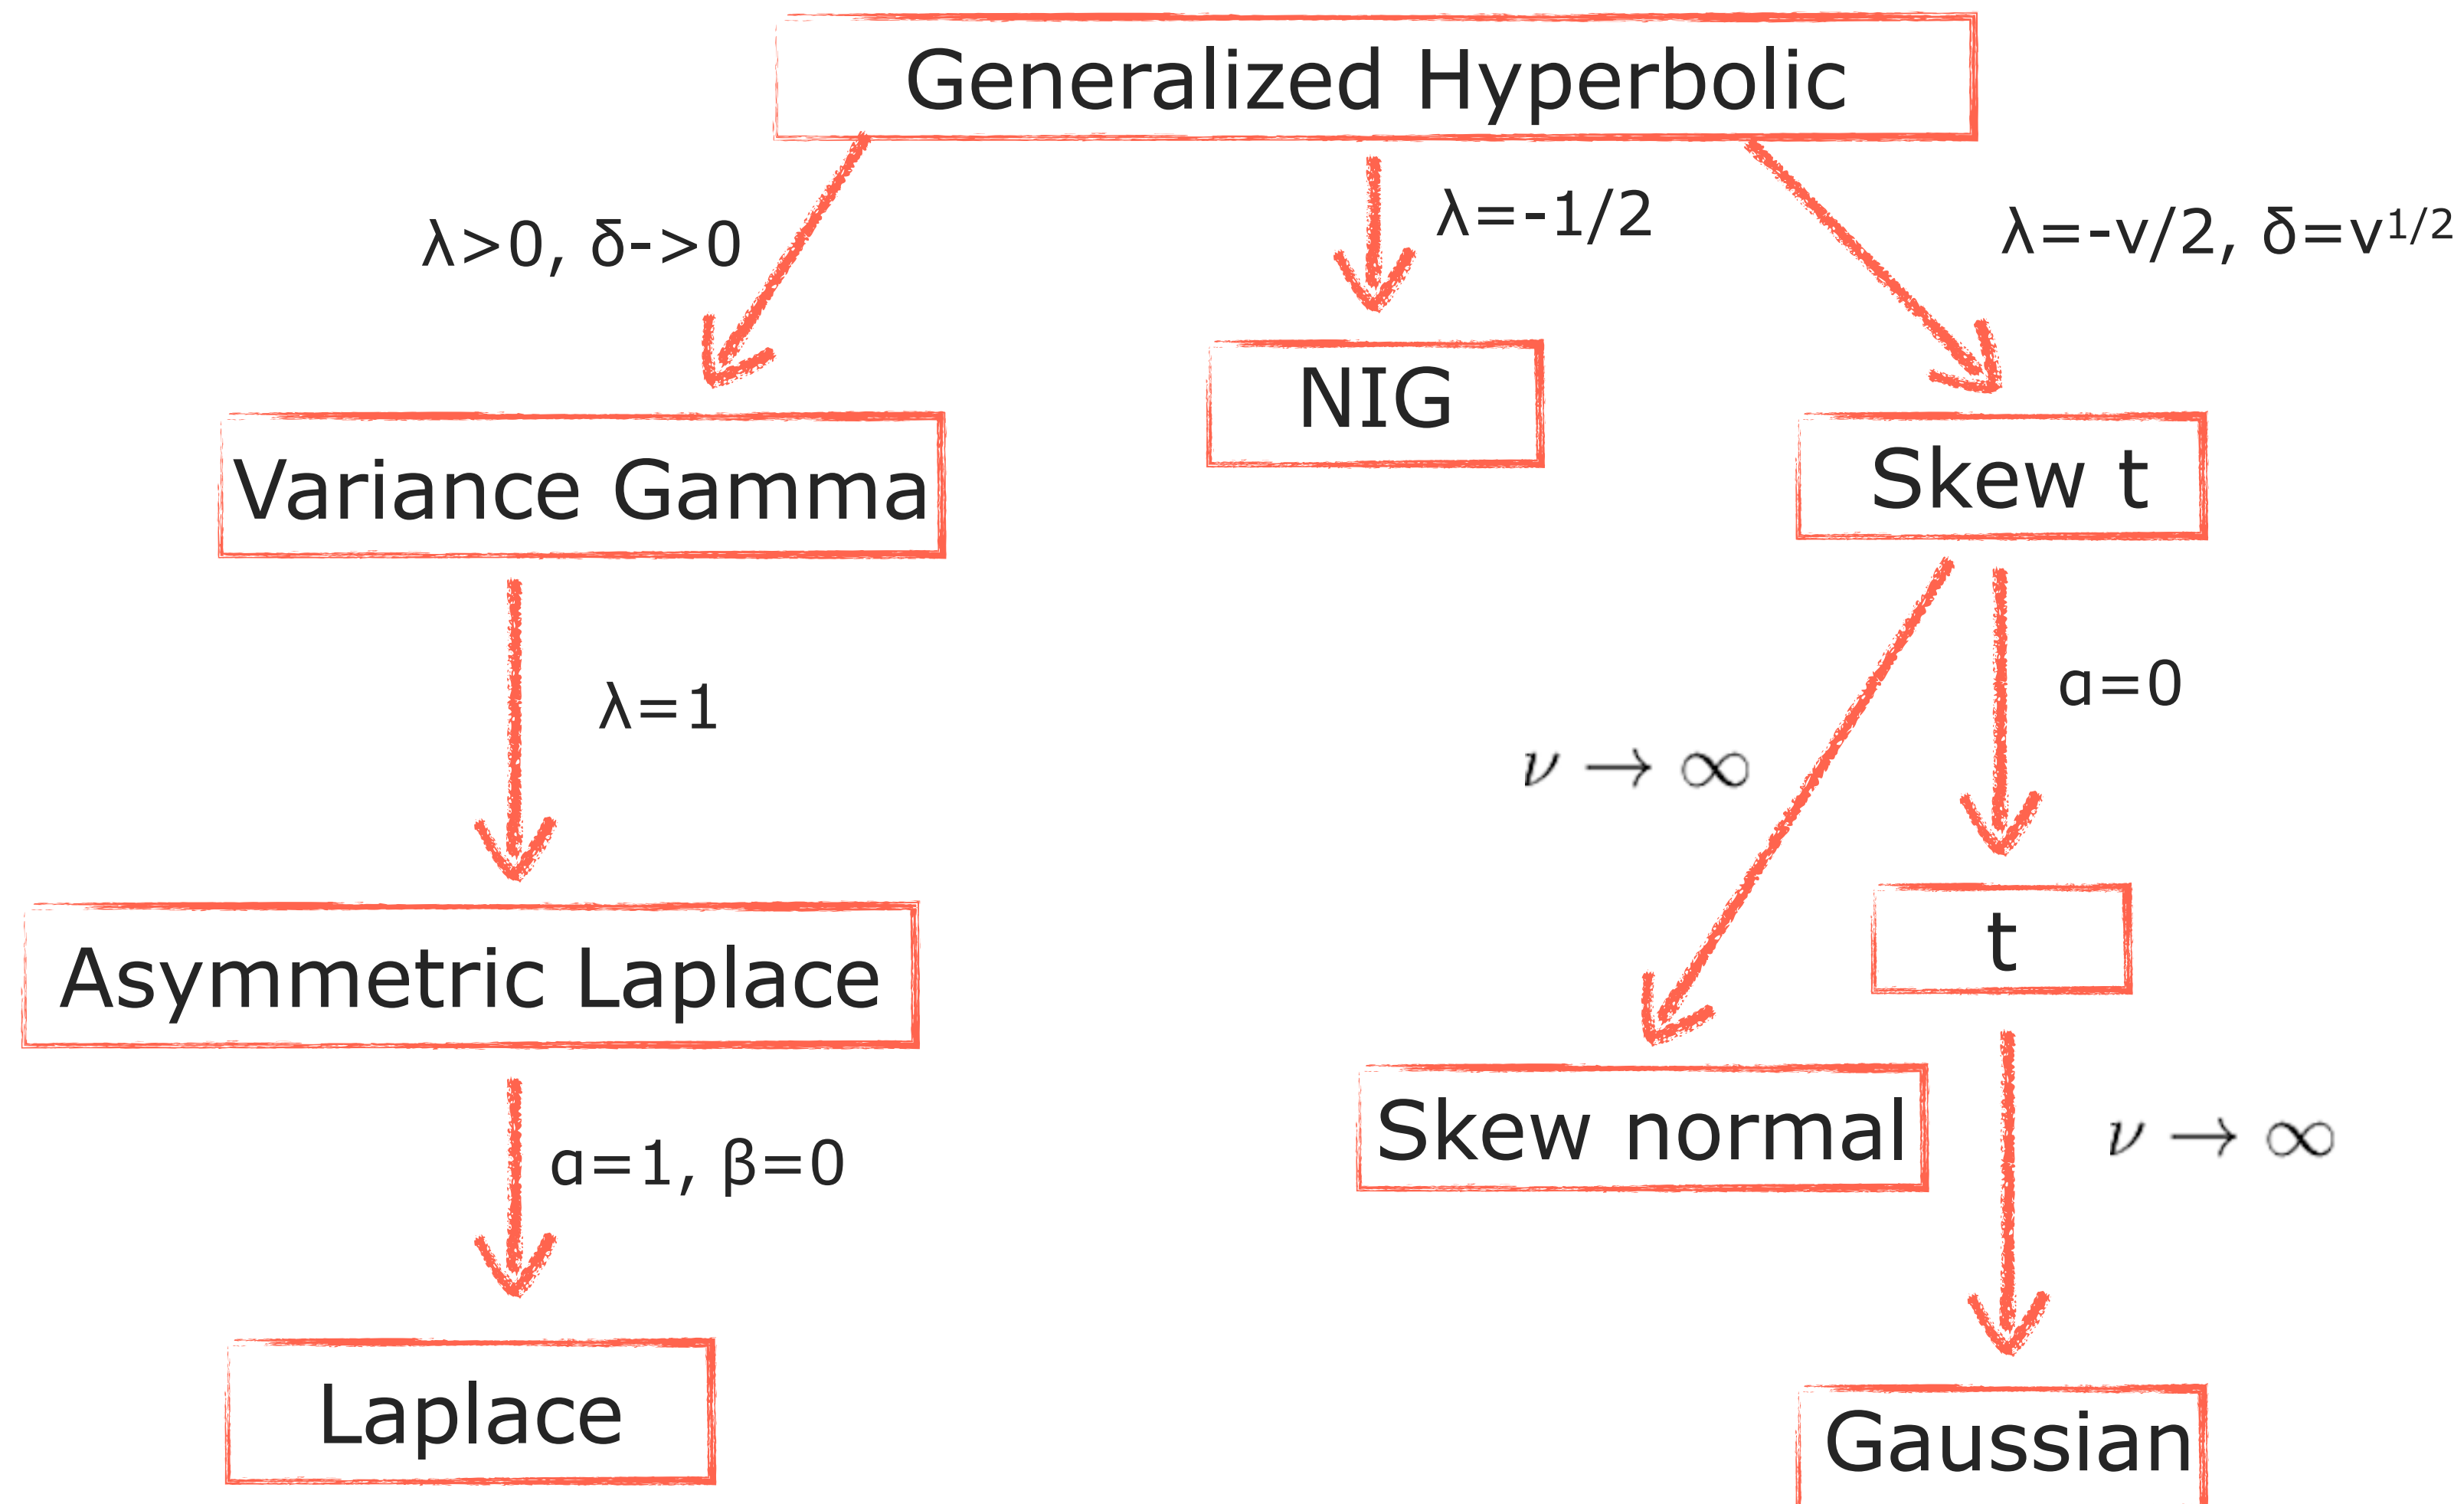 Generalized Hyperbolic
λ>0, δ->0
λ=-1/2
λ=-v/2, δ=v¹/²
NIG
Variance Gamma
Skew t
λ=1
ɑ=0
ν → ∞
t
Asymmetric Laplace
Skew normal
ɑ=1, β=0
ν → ∞
Laplace
Gaussian